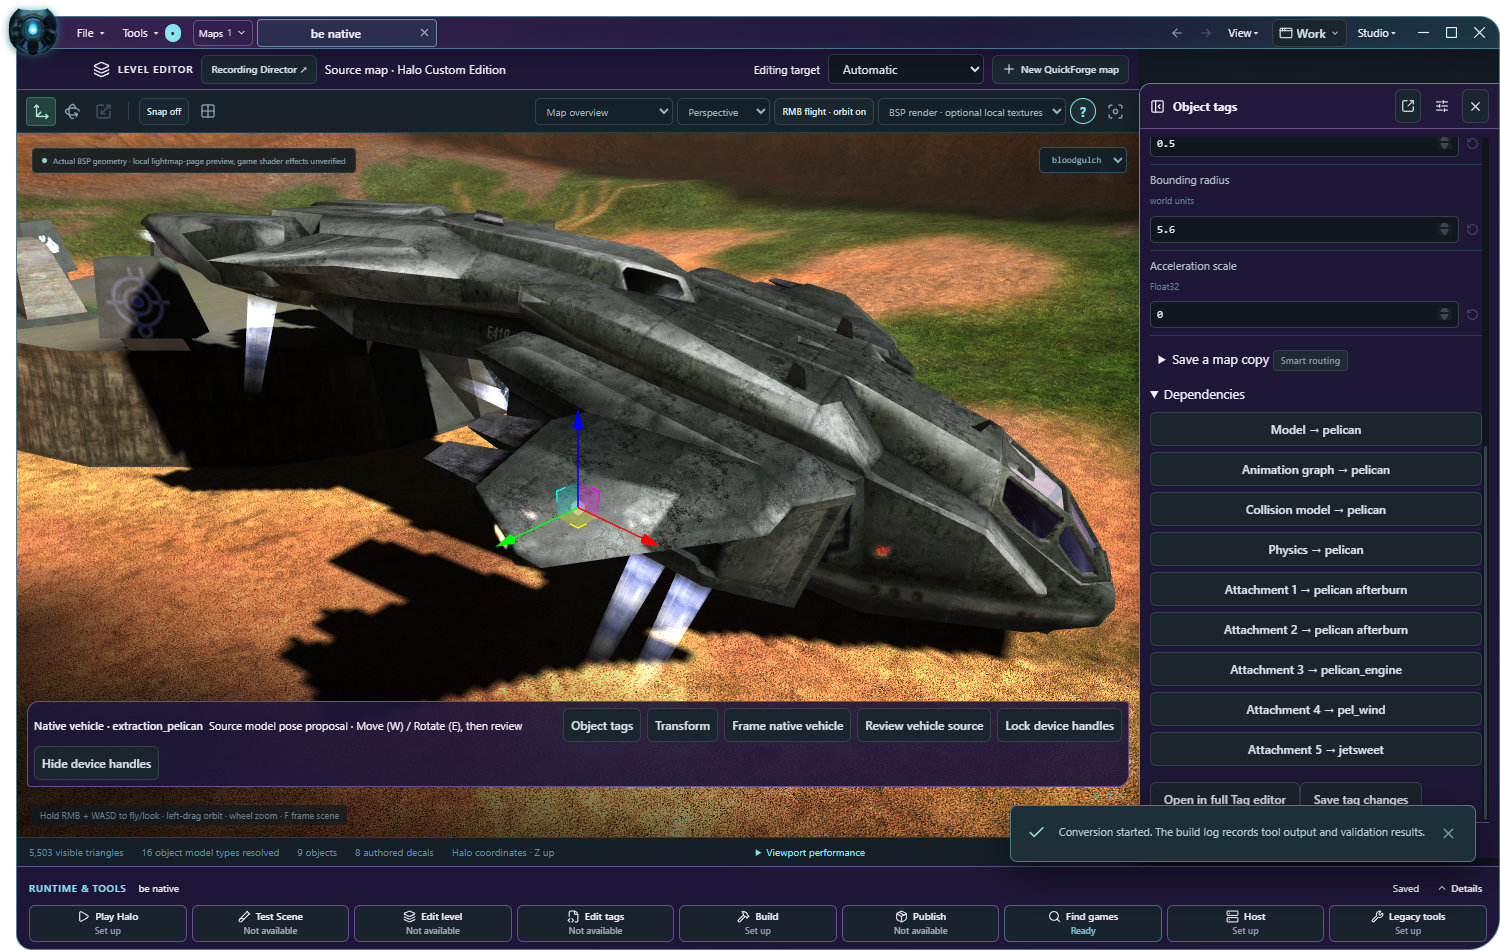 File
Tools
Maps 1
be native
View
Work
Studio
LEVEL EDITOR
Recording Director ↗
Source map · Halo Custom Edition
Editing target
Automatic
New QuickForge map
Snap off
Map overview
Perspective
RMB flight · orbit on
BSP render · optional local textures
?
Object tags
Actual BSP geometry · local lightmap-page preview, game shader effects unverified
bloodgulch
0.5
Bounding radius
world units
5.6
Acceleration scale
Float32
0
Save a map copy
Smart routing
Dependencies
Model → pelican
Animation graph → pelican
Collision model → pelican
Physics → pelican
Attachment 1 → pelican afterburn
Attachment 2 → pelican afterburn
Attachment 3 → pelican_engine
Attachment 4 → pel_wind
Attachment 5 → jetsweet
Open in full Tag editor
Save tag changes
E419
Native vehicle · extraction_pelican Source model pose proposal · Move (W) / Rotate (E), then review
Object tags
Transform
Frame native vehicle
Review vehicle source
Lock device handles
Hide device handles
Hold RMB + WASD to fly/look · left-drag orbit · wheel zoom · F frame scene
Conversion started. The build log records tool output and validation results.
5,503 visible triangles
16 object model types resolved
9 objects
8 authored decals
Halo coordinates · Z up
Viewport performance
RUNTIME & TOOLS
be native
Saved
Details
Play Halo
Set up
Test Scene
Not available
Edit level
Not available
Edit tags
Not available
Build
Set up
Publish
Not available
Find games
Ready
Host
Set up
Legacy tools
Set up